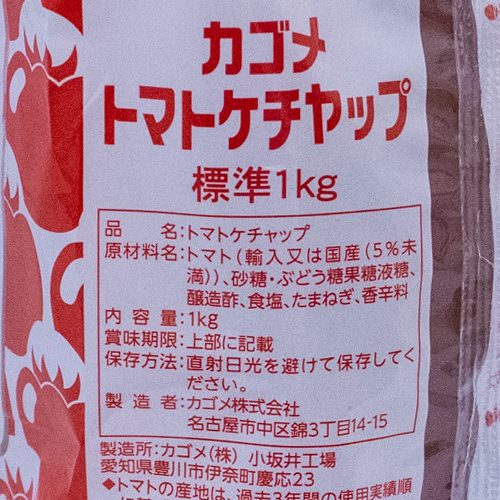 カゴメ
トマトケチャップ
標準1kg
品　　名:トマトケチャップ
原材料名:トマト(輸入又は国産(5%未
満))、砂糖・ぶどう糖果糖液糖、
醸造酢、食塩、たまねぎ、香辛料
内 容 量:1kg
賞味期限:上部に記載
保存方法:直射日光を避けて保存してく
ださい。
製 造 者:カゴメ株式会社
名古屋市中区錦3丁目14-15
製造所:カゴメ(株) 小坂井工場
愛知県豊川市伊奈町慶応23
◆トマトの産地は、過去3年間の使用実績順